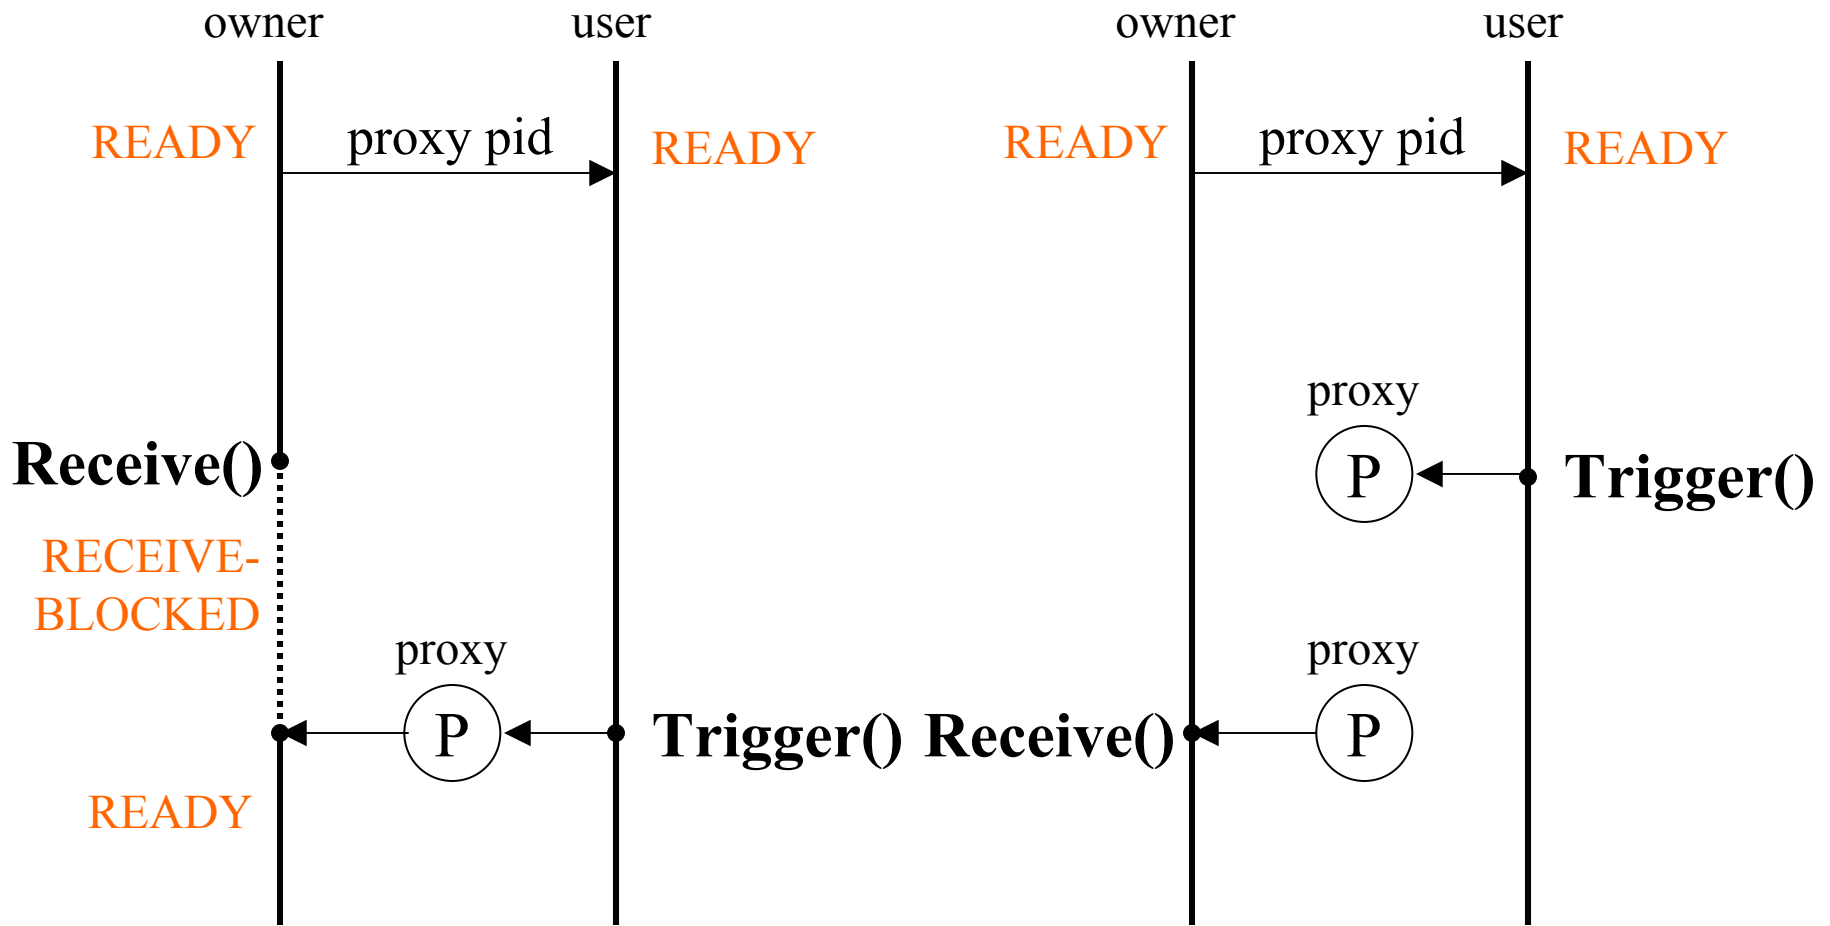 owner
user
READY
proxy pid
READY
Receive()
RECEIVE-
BLOCKED
proxy
P
Trigger()
READY
owner
user
READY
proxy pid
READY
proxy
P
Trigger()
proxy
Receive()
P